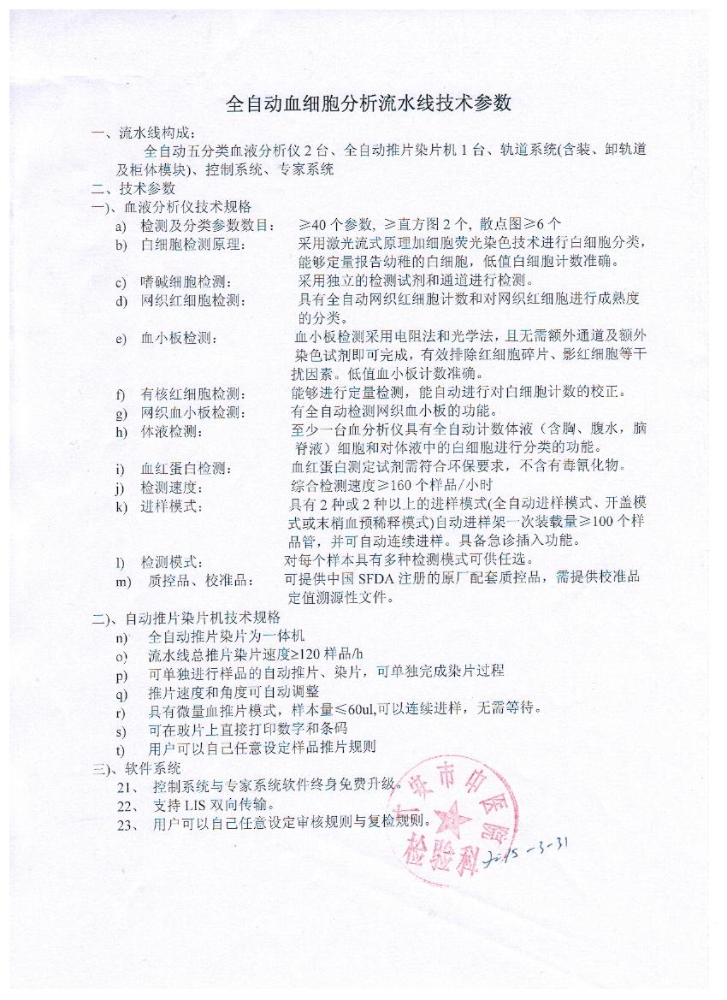 全自动血细胞分析流水线技术参数
一、流水线构成：
全自动五分类血液分析仪 2 台、全自动推片染片机 1 台、轨道系统(含装、卸轨道
及柜体模块)、控制系统、专家系统
二、技术参数
一)、血液分析仪技术规格
a) 检测及分类参数数目： ≥40 个参数, ≥直方图 2 个, 散点图≥6 个
b) 白细胞检测原理： 采用激光流式原理加细胞荧光染色技术进行白细胞分类，
能够定量报告幼稚的白细胞，低值白细胞计数准确。
c) 嗜碱细胞检测： 采用独立的检测试剂和通道进行检测。
d) 网织红细胞检测： 具有全自动网织红细胞计数和对网织红细胞进行成熟度
的分类。
e) 血小板检测： 血小板检测采用电阻法和光学法，且无需额外通道及额外
染色试剂即可完成，有效排除红细胞碎片、影红细胞等干
扰因素。低值血小板计数准确。
f) 有核红细胞检测： 能够进行定量检测，能自动进行对白细胞计数的校正。
g) 网织血小板检测： 有全自动检测网织血小板的功能。
h) 体液检测： 至少一台血分析仪具有全自动计数体液（含胸、腹水，脑
脊液）细胞和对体液中的白细胞进行分类的功能。
i) 血红蛋白检测： 血红蛋白测定试剂需符合环保要求，不含有毒氰化物。
j) 检测速度： 综合检测速度≥160 个样品/小时
k) 进样模式： 具有 2 种或 2 种以上的进样模式(全自动进样模式、开盖模
式或末梢血预稀释模式)自动进样架一次装载量≥100 个样
品管，并可自动连续进样。具备急诊插入功能。
l) 检测模式： 对每个样本具有多种检测模式可供任选。
m) 质控品、校准品： 可提供中国 SFDA 注册的原厂配套质控品，需提供校准品
定值溯源性文件。
二)、自动推片染片机技术规格
n) 全自动推片染片为一体机
o) 流水线总推片染片速度≥120 样品/h
p) 可单独进行样品的自动推片、染片，可单独完成染片过程
q) 推片速度和角度可自动调整
r) 具有微量血推片模式，样本量≤60ul,可以连续进样，无需等待。
s) 可在玻片上直接打印数字和条码
t) 用户可以自己任意设定样品推片规则
三)、软件系统
21、 控制系统与专家系统软件终身免费升级。
22、 支持 LIS 双向传输。
23、 用户可以自己任意设定审核规则与复检规则。
市中医院
检验科
2015-3-31